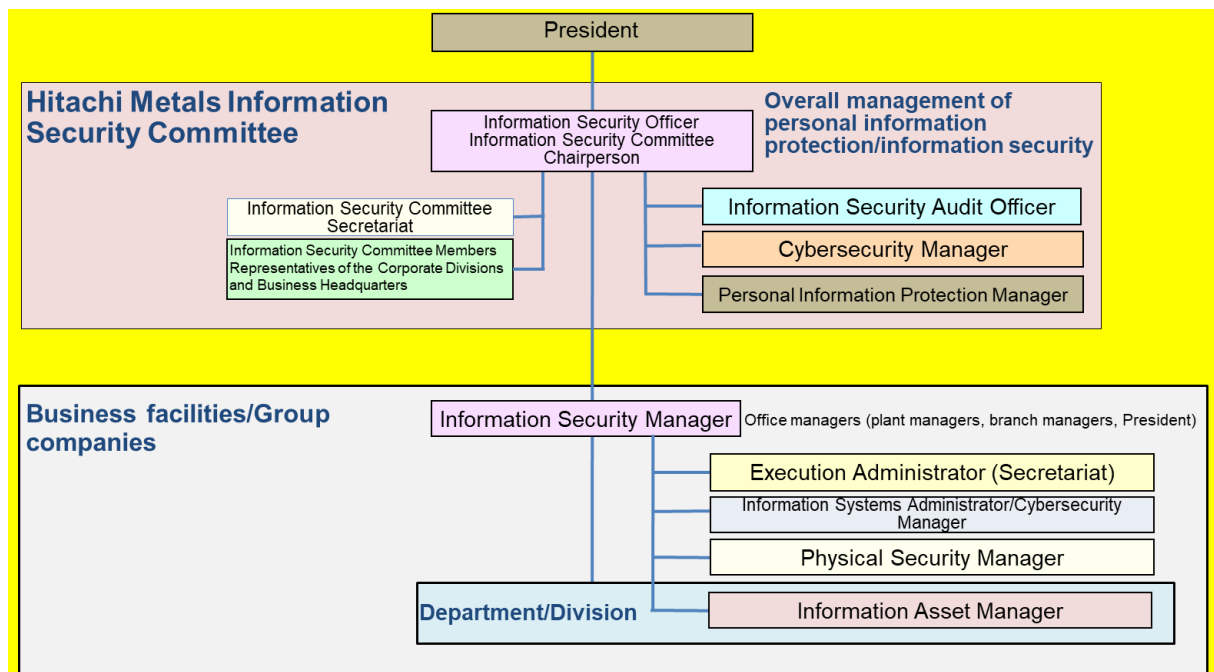 President
Hitachi Metals Information
Security Committee
Overall management of
personal information
protection/information security
Information Security Officer
Information Security Committee
Chairperson
Information Security Committee
Secretariat
Information Security Committee Members
Representatives of the Corporate Divisions
and Business Headquarters
Information Security Audit Officer
Cybersecurity Manager
Personal Information Protection Manager
Business facilities/Group
companies
Information Security Manager
Office managers (plant managers, branch managers, President)
Execution Administrator (Secretariat)
Information Systems Administrator/Cybersecurity
Manager
Physical Security Manager
Department/Division
Information Asset Manager